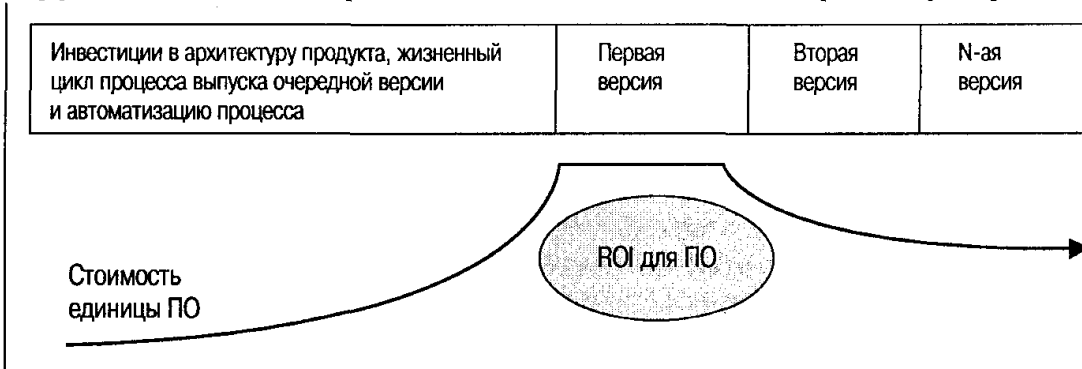 Инвестиции в архитектуру продукта, жизненный
цикл процесса выпуска очередной версии
и автоматизацию процесса
Первая
версия
Вторая
версия
N-ая
версия
ROI для ПО
Стоимость
единицы ПО